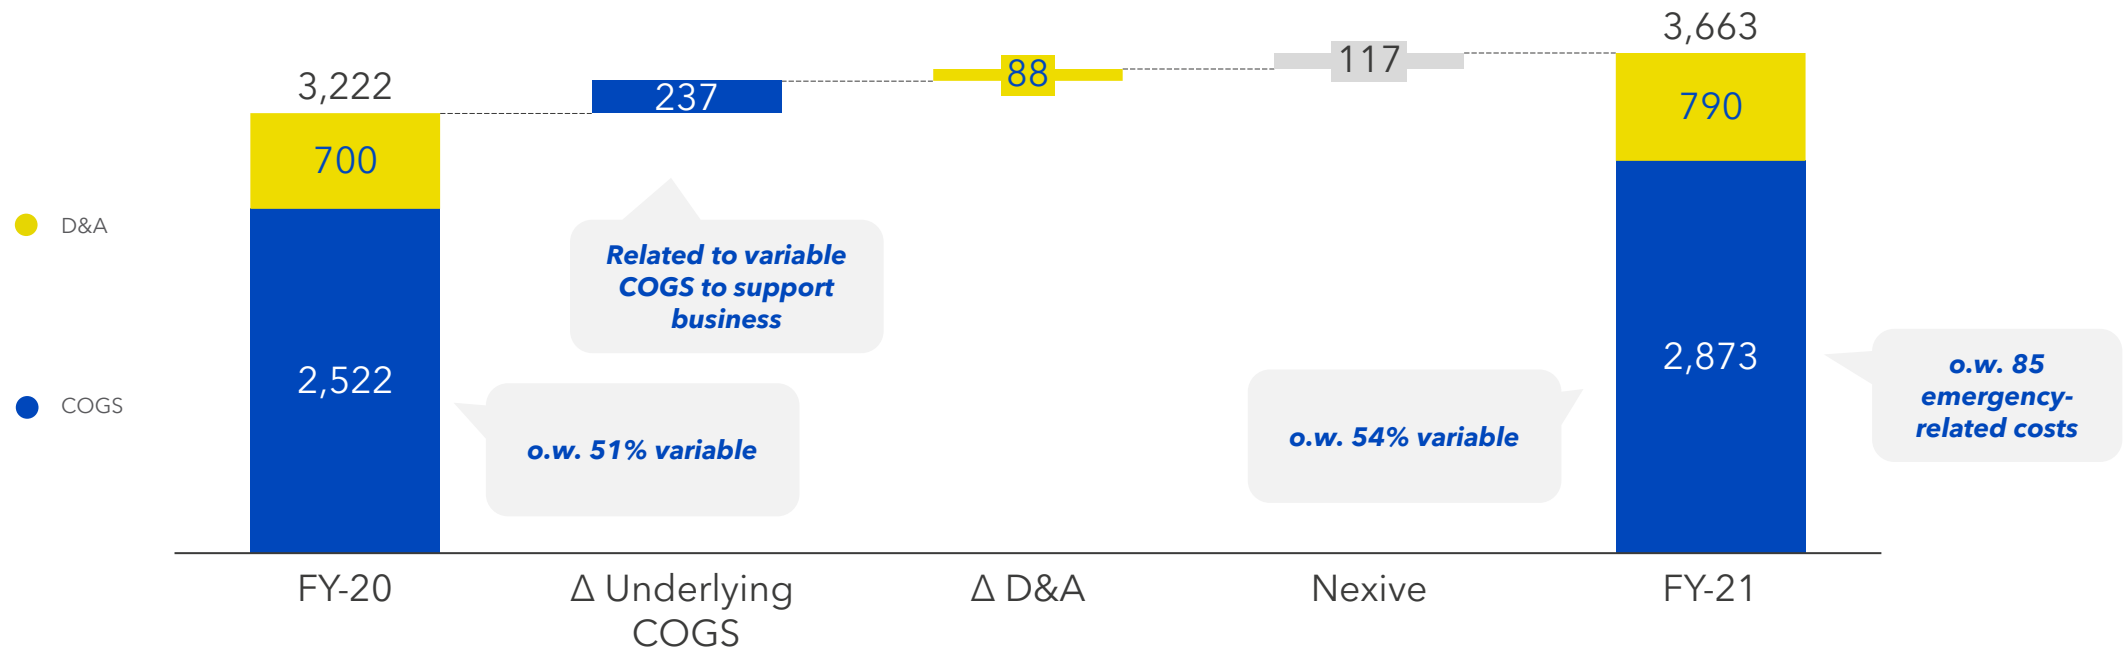 3,222
700
2,522
237
88
117
3,663
790
2,873
D&A
COGS
Related to variable
COGS to support
business
o.w. 51% variable
o.w. 54% variable
o.w. 85
emergency-
related costs
FY-20
Δ Underlying
COGS
Δ D&A
Nexive
FY-21